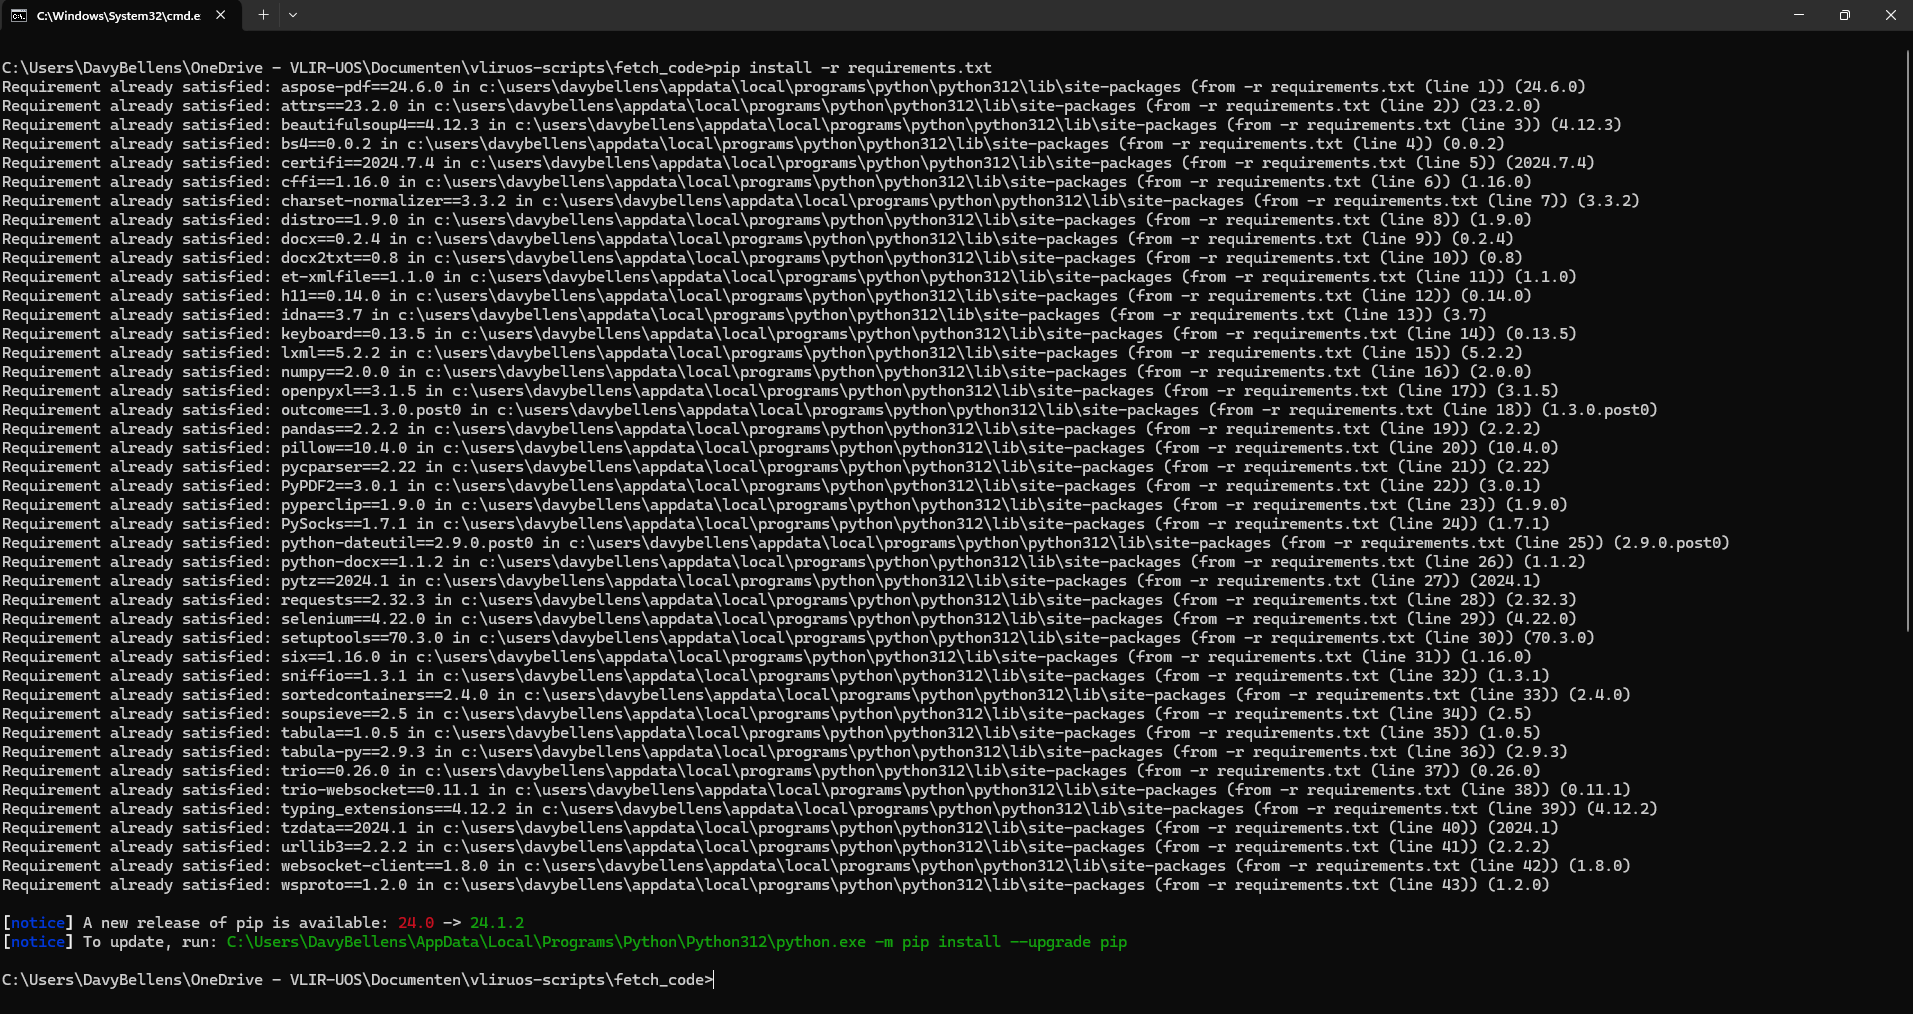 C:\Windows\System32\cmd.e
C:\Users\DavyBellens\OneDrive - VLIR-UOS\Documenten\vliruos-scripts\fetch_code>pip install -r requirements.txt
Requirement already satisfied: aspose-pdf==24.6.0 in c:\users\davybellens\appdata\local\programs\python\python312\lib\site-packages (from -r requirements.txt (line 1)) (24.6.0)
Requirement already satisfied: attrs==23.2.0 in c:\users\davybellens\appdata\local\programs\python\python312\lib\site-packages (from -r requirements.txt (line 2)) (23.2.0)
Requirement already satisfied: beautifulsoup4==4.12.3 in c:\users\davybellens\appdata\local\programs\python\python312\lib\site-packages (from -r requirements.txt (line 3)) (4.12.3)
Requirement already satisfied: bs4==0.0.2 in c:\users\davybellens\appdata\local\programs\python\python312\lib\site-packages (from -r requirements.txt (line 4)) (0.0.2)
Requirement already satisfied: certifi==2024.7.4 in c:\users\davybellens\appdata\local\programs\python\python312\lib\site-packages (from -r requirements.txt (line 5)) (2024.7.4)
Requirement already satisfied: cffi==1.16.0 in c:\users\davybellens\appdata\local\programs\python\python312\lib\site-packages (from -r requirements.txt (line 6)) (1.16.0)
Requirement already satisfied: charset-normalizer==3.3.2 in c:\users\davybellens\appdata\local\programs\python\python312\lib\site-packages (from -r requirements.txt (line 7)) (3.3.2)
Requirement already satisfied: distro==1.9.0 in c:\users\davybellens\appdata\local\programs\python\python312\lib\site-packages (from -r requirements.txt (line 8)) (1.9.0)
Requirement already satisfied: docx==0.2.4 in c:\users\davybellens\appdata\local\programs\python\python312\lib\site-packages (from -r requirements.txt (line 9)) (0.2.4)
Requirement already satisfied: docx2txt==0.8 in c:\users\davybellens\appdata\local\programs\python\python312\lib\site-packages (from -r requirements.txt (line 10)) (0.8)
Requirement already satisfied: et-xmlfile==1.1.0 in c:\users\davybellens\appdata\local\programs\python\python312\lib\site-packages (from -r requirements.txt (line 11)) (1.1.0)
Requirement already satisfied: h11==0.14.0 in c:\users\davybellens\appdata\local\programs\python\python312\lib\site-packages (from -r requirements.txt (line 12)) (0.14.0)
Requirement already satisfied: idna==3.7 in c:\users\davybellens\appdata\local\programs\python\python312\lib\site-packages (from -r requirements.txt (line 13)) (3.7)
Requirement already satisfied: keyboard==0.13.5 in c:\users\davybellens\appdata\local\programs\python\python312\lib\site-packages (from -r requirements.txt (line 14)) (0.13.5)
Requirement already satisfied: lxml==5.2.2 in c:\users\davybellens\appdata\local\programs\python\python312\lib\site-packages (from -r requirements.txt (line 15)) (5.2.2)
Requirement already satisfied: numpy==2.0.0 in c:\users\davybellens\appdata\local\programs\python\python312\lib\site-packages (from -r requirements.txt (line 16)) (2.0.0)
Requirement already satisfied: openpyxl==3.1.5 in c:\users\davybellens\appdata\local\programs\python\python312\lib\site-packages (from -r requirements.txt (line 17)) (3.1.5)
Requirement already satisfied: outcome==1.3.0.post0 in c:\users\davybellens\appdata\local\programs\python\python312\lib\site-packages (from -r requirements.txt (line 18)) (1.3.0.post0)
Requirement already satisfied: pandas==2.2.2 in c:\users\davybellens\appdata\local\programs\python\python312\lib\site-packages (from -r requirements.txt (line 19)) (2.2.2)
Requirement already satisfied: pillow==10.4.0 in c:\users\davybellens\appdata\local\programs\python\python312\lib\site-packages (from -r requirements.txt (line 20)) (10.4.0)
Requirement already satisfied: pycparser==2.22 in c:\users\davybellens\appdata\local\programs\python\python312\lib\site-packages (from -r requirements.txt (line 21)) (2.22)
Requirement already satisfied: PyPDF2==3.0.1 in c:\users\davybellens\appdata\local\programs\python\python312\lib\site-packages (from -r requirements.txt (line 22)) (3.0.1)
Requirement already satisfied: pyperclip==1.9.0 in c:\users\davybellens\appdata\local\programs\python\python312\lib\site-packages (from -r requirements.txt (line 23)) (1.9.0)
Requirement already satisfied: PySocks==1.7.1 in c:\users\davybellens\appdata\local\programs\python\python312\lib\site-packages (from -r requirements.txt (line 24)) (1.7.1)
Requirement already satisfied: python-dateutil==2.9.0.post0 in c:\users\davybellens\appdata\local\programs\python\python312\lib\site-packages (from -r requirements.txt (line 25)) (2.9.0.post0)
Requirement already satisfied: python-docx==1.1.2 in c:\users\davybellens\appdata\local\programs\python\python312\lib\site-packages (from -r requirements.txt (line 26)) (1.1.2)
Requirement already satisfied: pytz==2024.1 in c:\users\davybellens\appdata\local\programs\python\python312\lib\site-packages (from -r requirements.txt (line 27)) (2024.1)
Requirement already satisfied: requests==2.32.3 in c:\users\davybellens\appdata\local\programs\python\python312\lib\site-packages (from -r requirements.txt (line 28)) (2.32.3)
Requirement already satisfied: selenium==4.22.0 in c:\users\davybellens\appdata\local\programs\python\python312\lib\site-packages (from -r requirements.txt (line 29)) (4.22.0)
Requirement already satisfied: setuptools==70.3.0 in c:\users\davybellens\appdata\local\programs\python\python312\lib\site-packages (from -r requirements.txt (line 30)) (70.3.0)
Requirement already satisfied: six==1.16.0 in c:\users\davybellens\appdata\local\programs\python\python312\lib\site-packages (from -r requirements.txt (line 31)) (1.16.0)
Requirement already satisfied: sniffio==1.3.1 in c:\users\davybellens\appdata\local\programs\python\python312\lib\site-packages (from -r requirements.txt (line 32)) (1.3.1)
Requirement already satisfied: sortedcontainers==2.4.0 in c:\users\davybellens\appdata\local\programs\python\python312\lib\site-packages (from -r requirements.txt (line 33)) (2.4.0)
Requirement already satisfied: soupsieve==2.5 in c:\users\davybellens\appdata\local\programs\python\python312\lib\site-packages (from -r requirements.txt (line 34)) (2.5)
Requirement already satisfied: tabula==1.0.5 in c:\users\davybellens\appdata\local\programs\python\python312\lib\site-packages (from -r requirements.txt (line 35)) (1.0.5)
Requirement already satisfied: tabula-py==2.9.3 in c:\users\davybellens\appdata\local\programs\python\python312\lib\site-packages (from -r requirements.txt (line 36)) (2.9.3)
Requirement already satisfied: trio==0.26.0 in c:\users\davybellens\appdata\local\programs\python\python312\lib\site-packages (from -r requirements.txt (line 37)) (0.26.0)
Requirement already satisfied: trio-websocket==0.11.1 in c:\users\davybellens\appdata\local\programs\python\python312\lib\site-packages (from -r requirements.txt (line 38)) (0.11.1)
Requirement already satisfied: typing_extensions==4.12.2 in c:\users\davybellens\appdata\local\programs\python\python312\lib\site-packages (from -r requirements.txt (line 39)) (4.12.2)
Requirement already satisfied: tzdata==2024.1 in c:\users\davybellens\appdata\local\programs\python\python312\lib\site-packages (from -r requirements.txt (line 40)) (2024.1)
Requirement already satisfied: urllib3==2.2.2 in c:\users\davybellens\appdata\local\programs\python\python312\lib\site-packages (from -r requirements.txt (line 41)) (2.2.2)
Requirement already satisfied: websocket-client==1.8.0 in c:\users\davybellens\appdata\local\programs\python\python312\lib\site-packages (from -r requirements.txt (line 42)) (1.8.0)
Requirement already satisfied: wsproto==1.2.0 in c:\users\davybellens\appdata\local\programs\python\python312\lib\site-packages (from -r requirements.txt (line 43)) (1.2.0)
[notice] A new release of pip is available: 24.0 -> 24.1.2
[notice] To update, run: C:\Users\DavyBellens\AppData\Local\Programs\Python\Python312\python.exe -m pip install --upgrade pip
C:\Users\DavyBellens\OneDrive - VLIR-UOS\Documenten\vliruos-scripts\fetch_code>